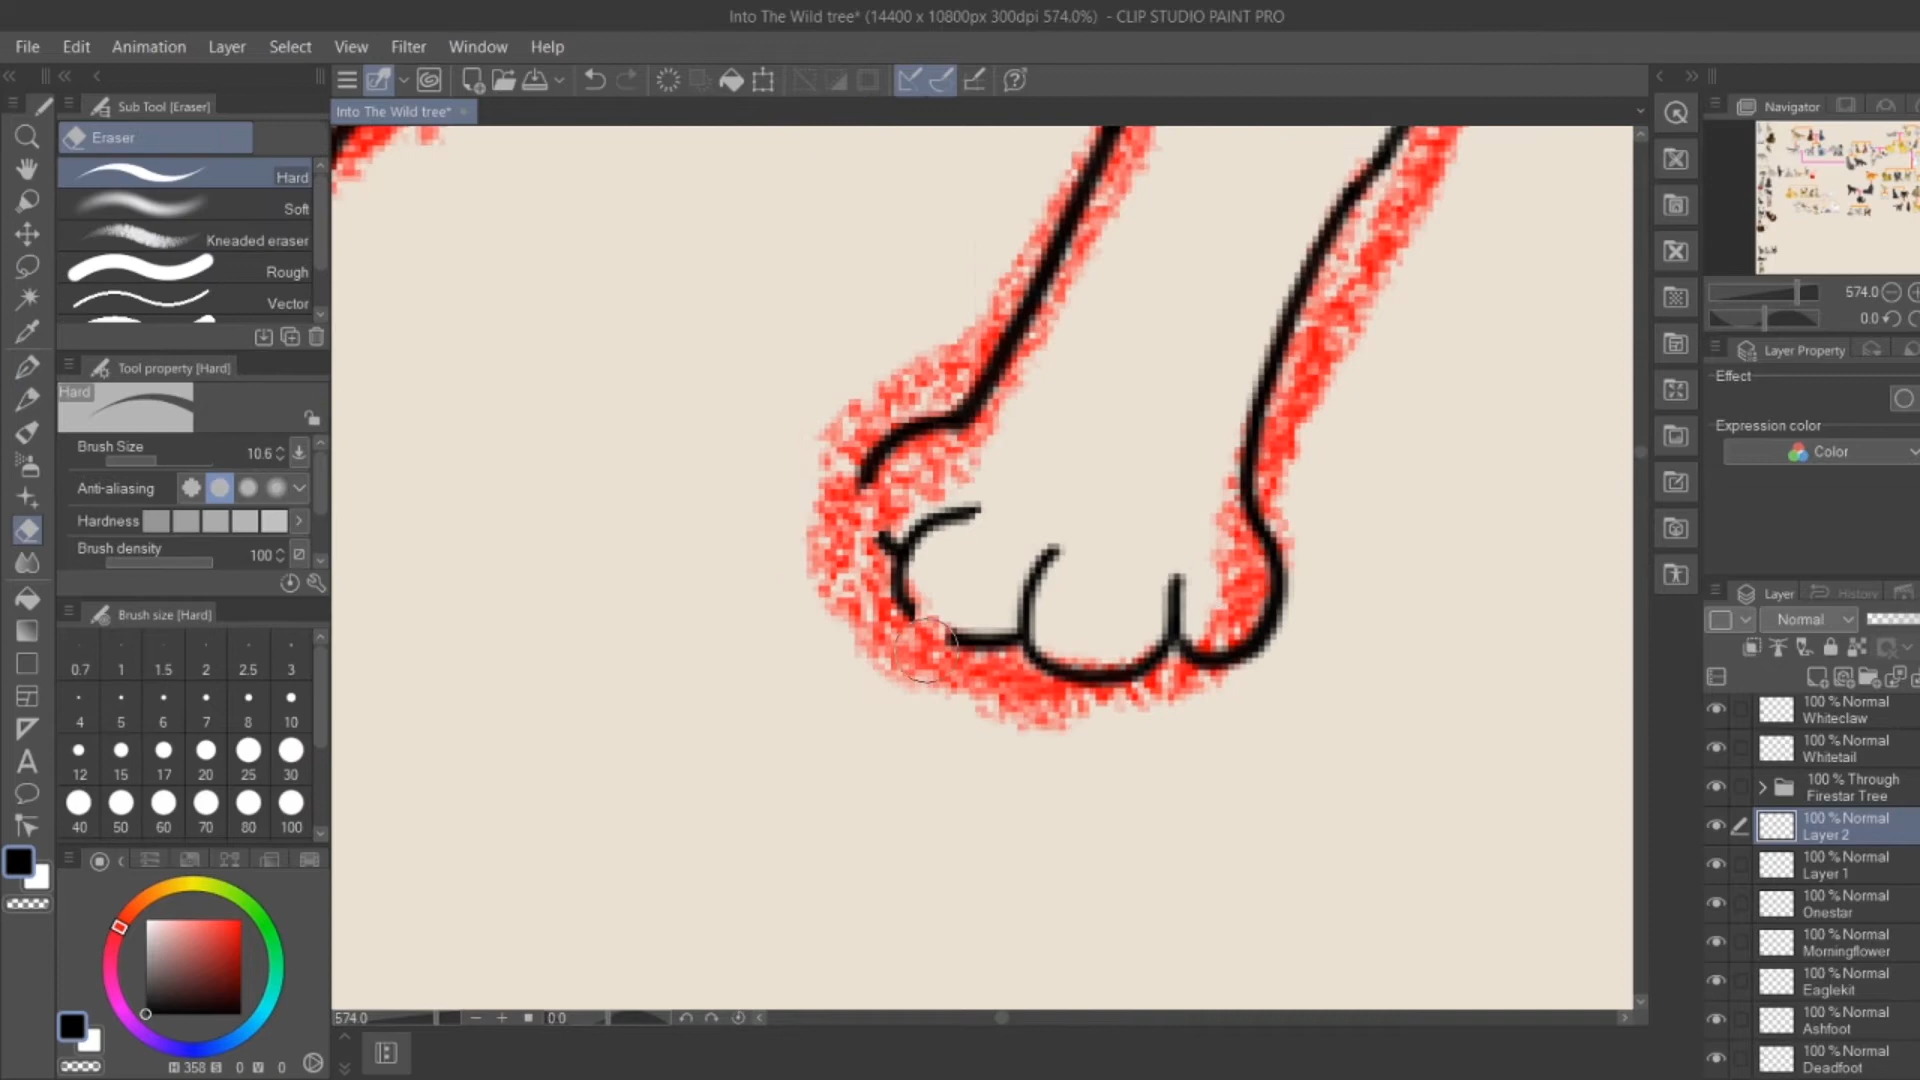 Into The Wild tree* (14400 x 10800px 300dpi 574.0%) - CLIP STUDIO PAINT PRO
File Edit Animation Layer Select View Filter Window Help
Sub Tool [Eraser]
Into The Wild tree*
Navigator
Eraser
Hard
Soft
Kneaded eraser
Rough
Vector
574.0
0.0
Tool property [Hard]
Layer Property
Hard
Effect
Expression color
Brush Size 10.6
Color
Anti-aliasing
Hardness
Brush density 100
Brush size [Hard]
Layer History
Normal
0.7 1 1.5 2 2.5 3
4 5 6 7 8 10
12 15 17 20 25 30
40 50 60 70 80 100
100 % Normal
Whiteclaw
100 % Normal
Whitetail
100 % Through
Firestar Tree
100 % Normal
Layer 2
100 % Normal
Layer 1
100 % Normal
Onestar
100 % Normal
Morningflower
100 % Normal
Eaglekit
100 % Normal
Ashfoot
100 % Normal
Deadfoot
574.0 0.0
H 358 S 0 V 0